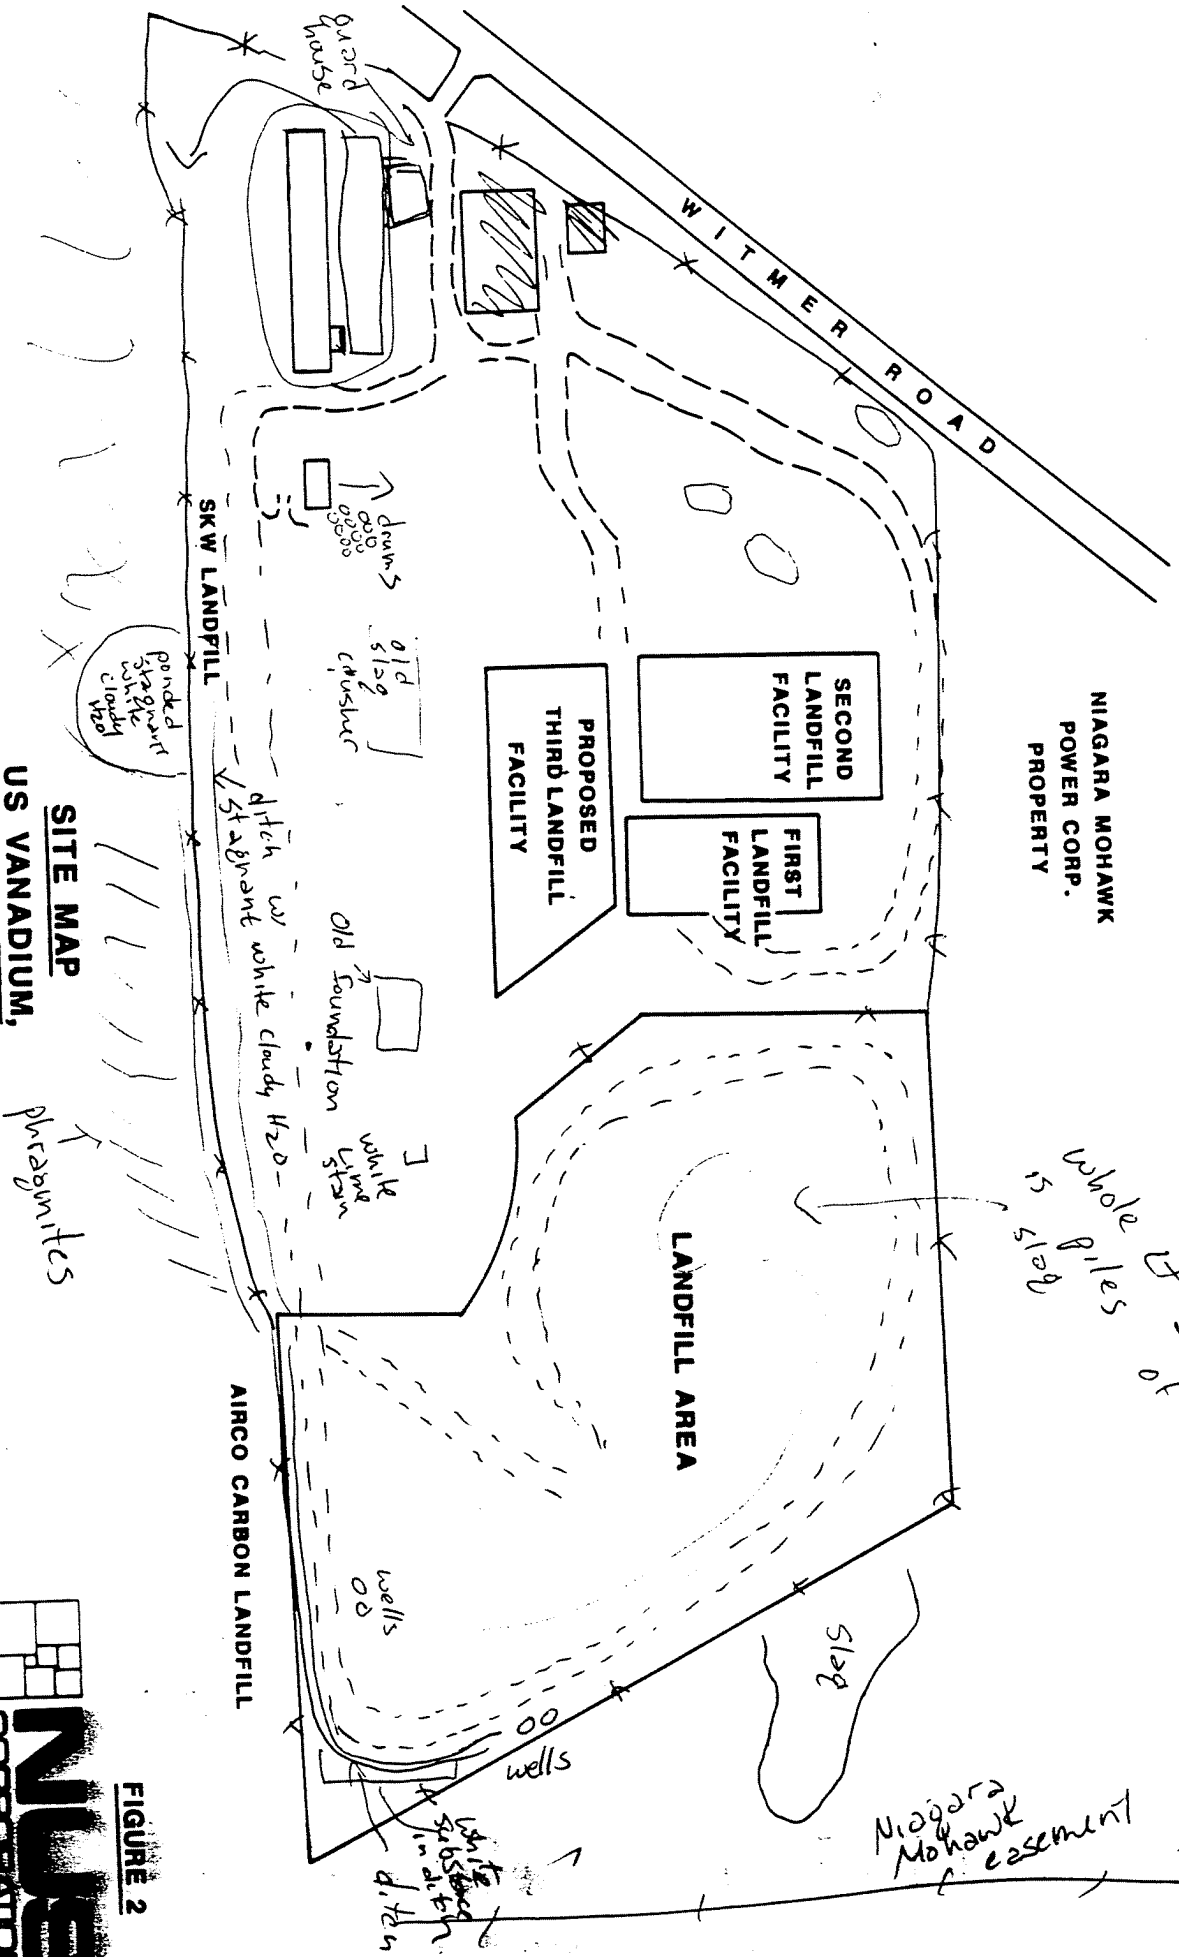 WITMER ROAD
guard
house
NIAGARA MOHAWK
POWER CORP.
PROPERTY
SECOND
LANDFILL
FACILITY
FIRST
LANDFILL
FACILITY
PROPOSED
THIRD LANDFILL
FACILITY
drums
old
slag
crusher
SKW LANDFILL
ponded
stagnant
white
cloudy
H2O
ditch w/
stagnant white cloudy H2O
old foundation
white
lime
stain
whole
is piles of
slag
LANDFILL AREA
AIRCO CARBON LANDFILL
phragmites
wells
wells
slag
white
substance
in ditch
ditch
Niagara
Mohawk
easement
SITE MAP
US VANADIUM,
FIGURE 2
NUS
CORPORATION